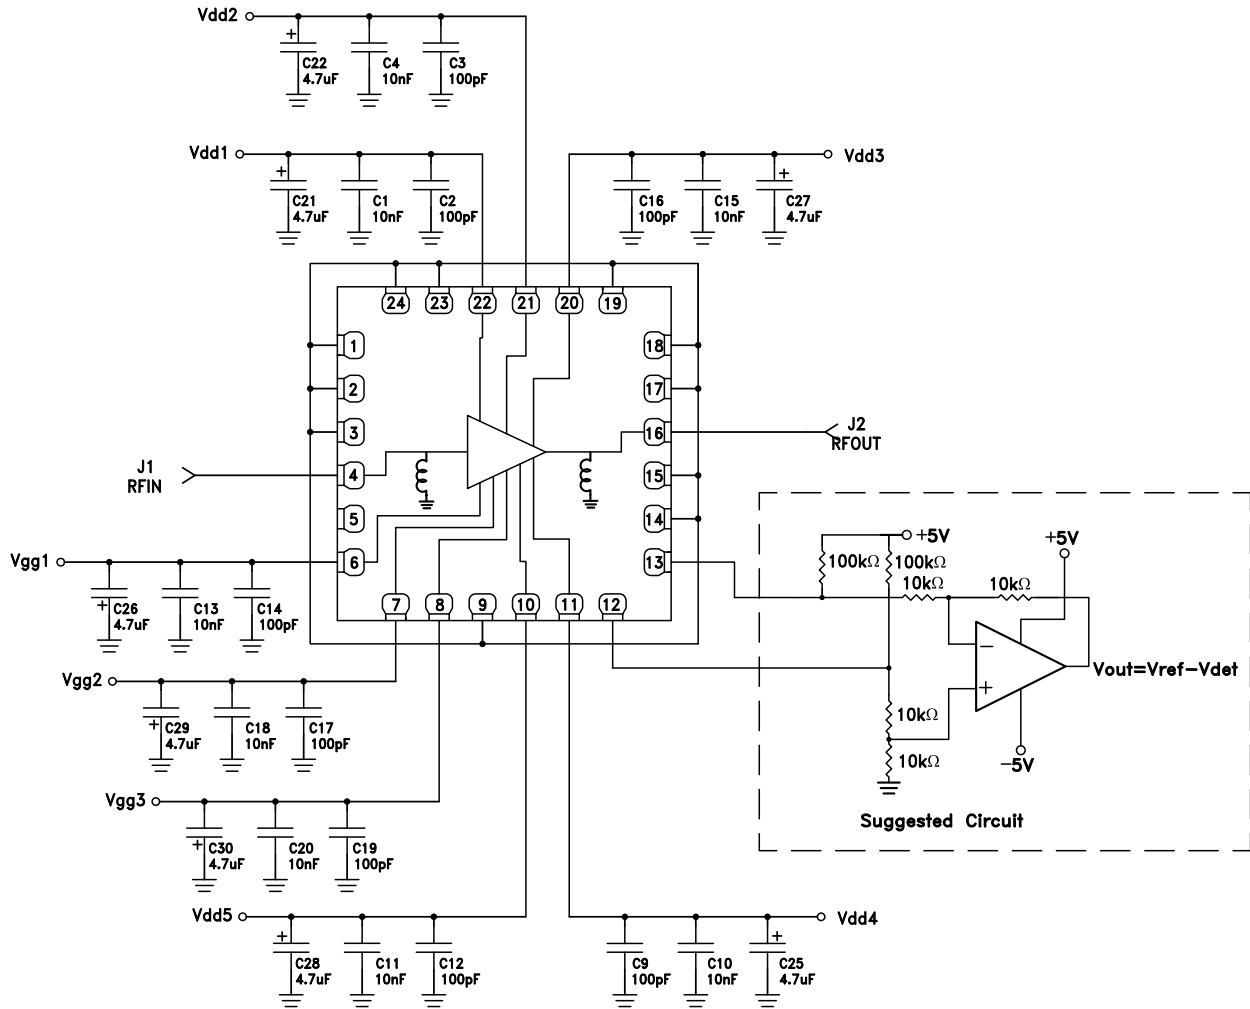 Vdd2
+
C22
4.7uF
C4
10nF
C3
100pF
Vdd1
+
C21
4.7uF
C1
10nF
C2
100pF
Vdd3
+
C16
100pF
C15
10nF
C27
4.7uF
24
23
22
21
20
19
1
2
3
4
5
6
18
17
16
15
14
13
7
8
9
10
11
12
J1
RFIN
J2
RFOUT
Vgg1
+
C26
4.7uF
C13
10nF
C14
100pF
Vgg2
+
C29
4.7uF
C18
10nF
C17
100pF
Vgg3
+
C30
4.7uF
C20
10nF
C19
100pF
Vdd5
+
C28
4.7uF
C11
10nF
C12
100pF
Vdd4
+
C9
100pF
C10
10nF
C25
4.7uF
+5V
+5V
100kΩ
100kΩ
10kΩ
10kΩ
−
+
Vout=Vref-Vdet
10kΩ
10kΩ
−5V
Suggested Circuit